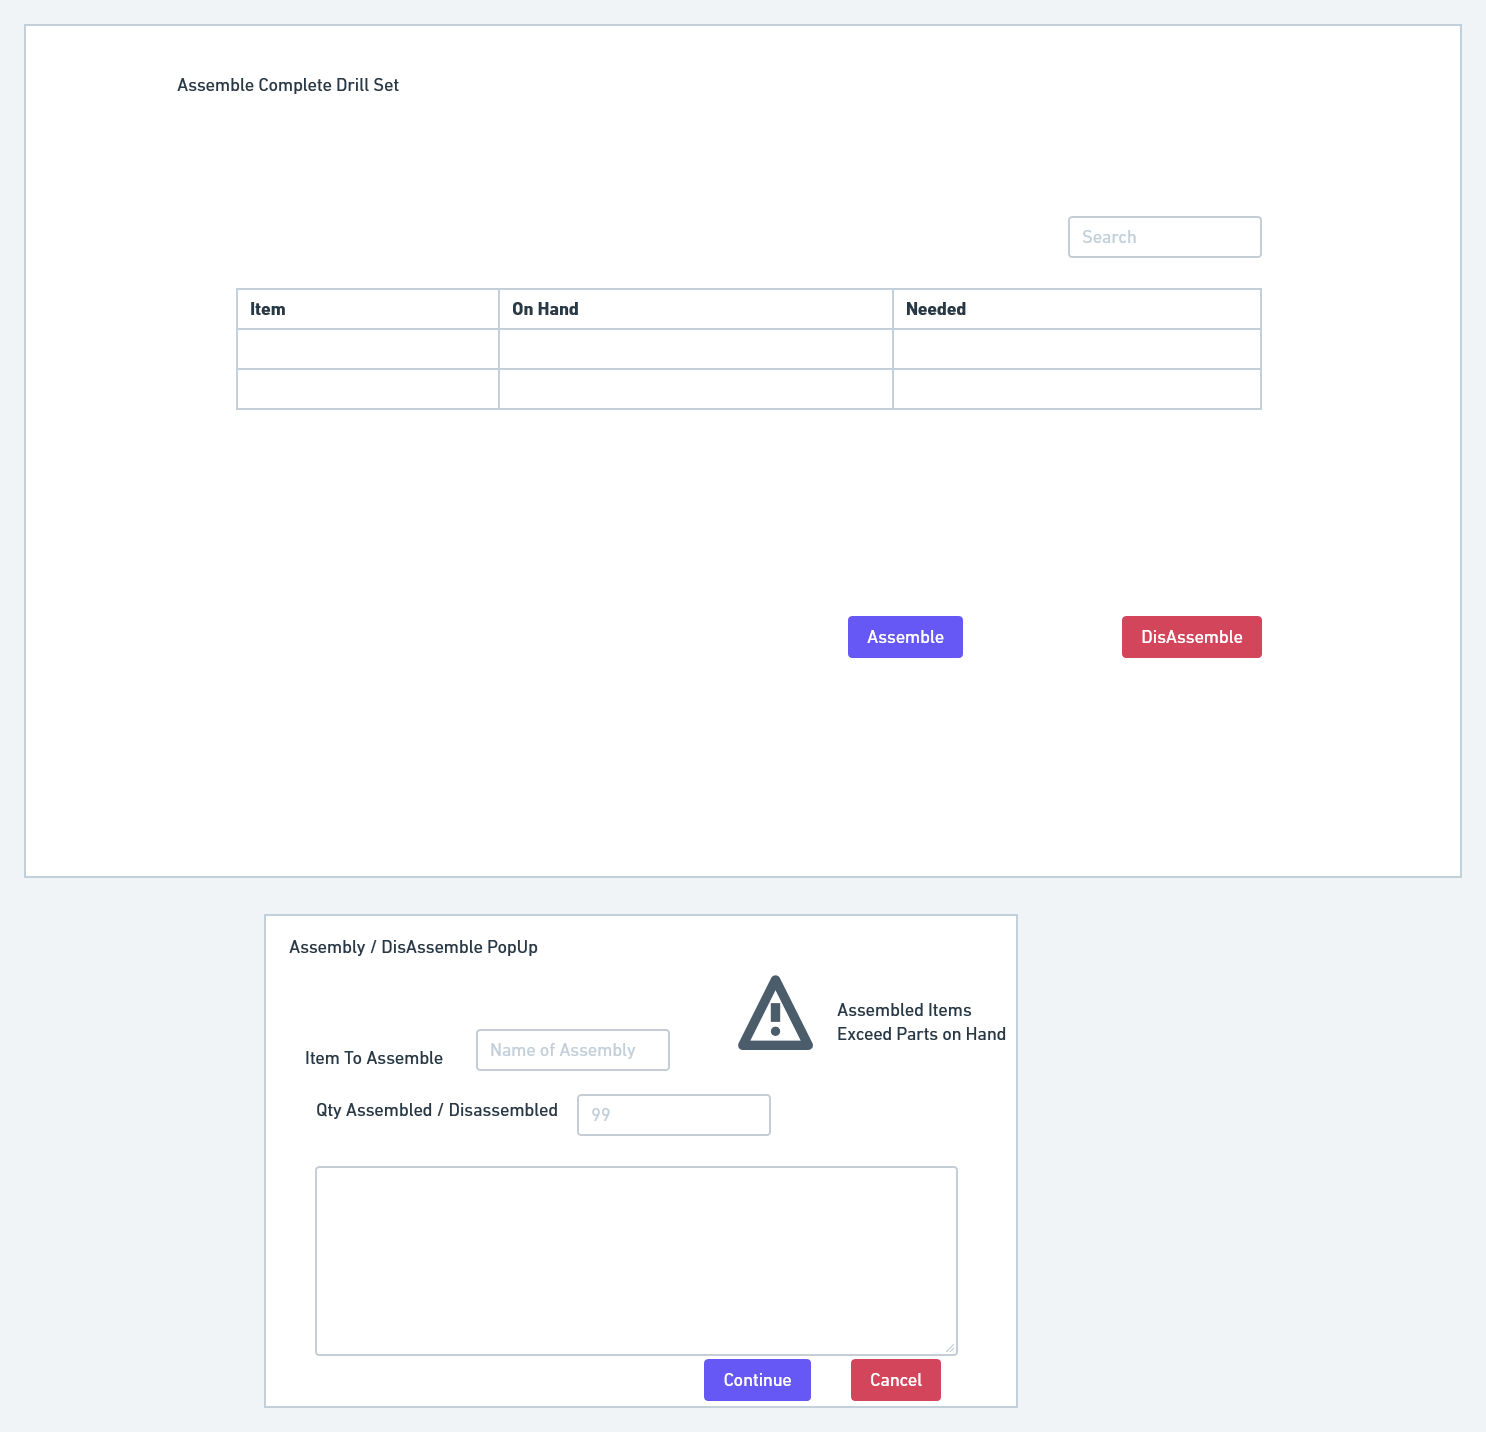 Assemble Complete Drill Set
Search
Item On Hand Needed
Assemble DisAssemble
Assembly / DisAssemble PopUp
Assembled Items
Exceed Parts on Hand
Item To Assemble Name of Assembly
Qty Assembled / Disassembled 99
Continue Cancel